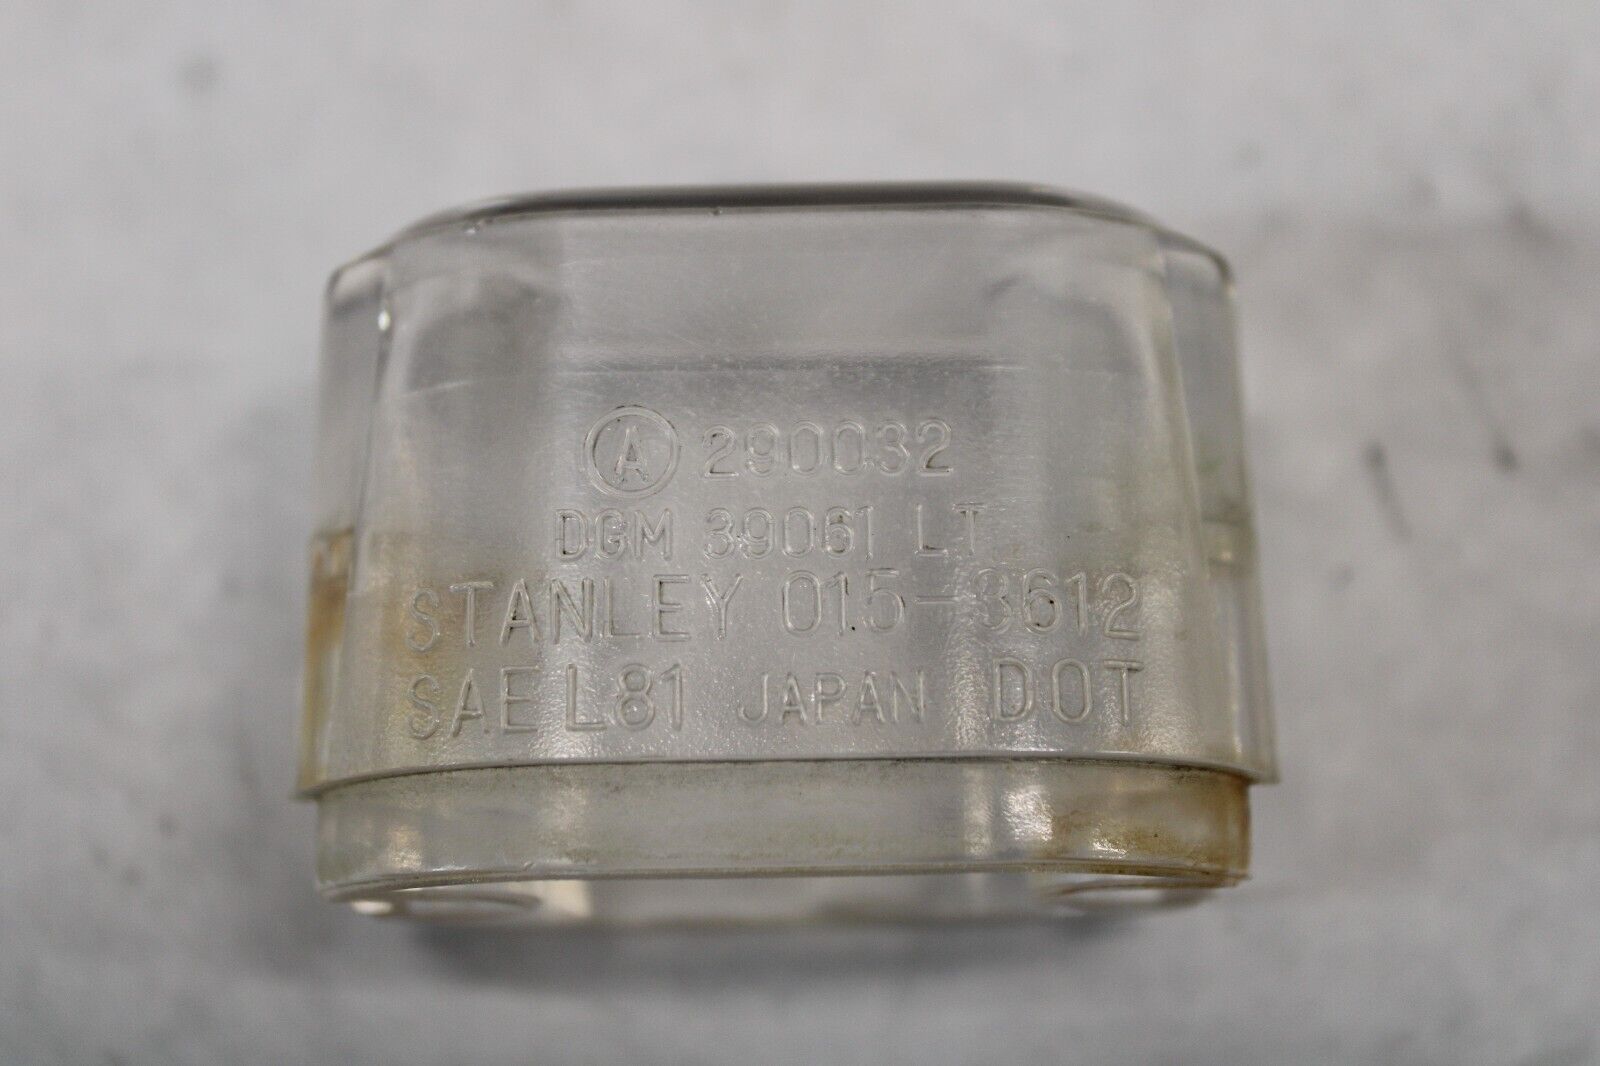 Ⓐ 290032
DGM 39061 LT
STANLEY 015-3612
SAE L81 JAPAN DOT